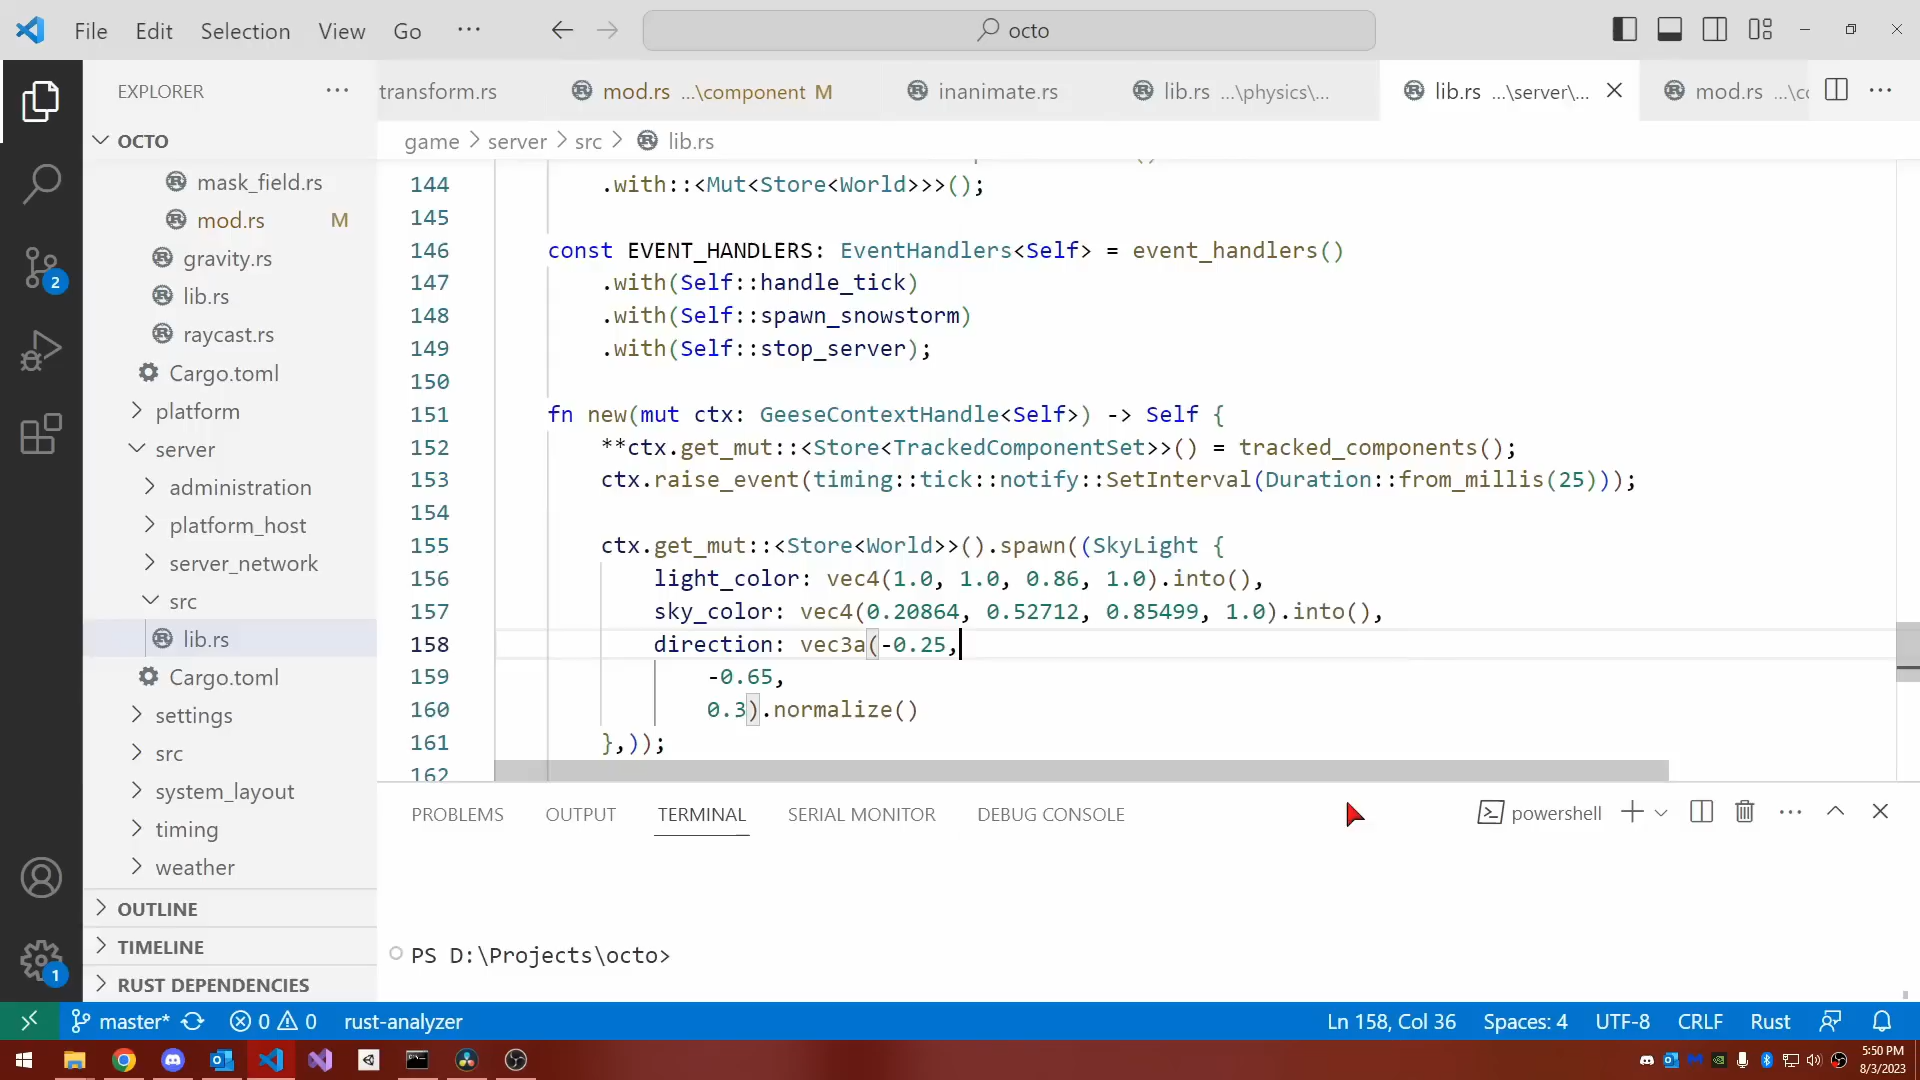 File Edit Selection View Go ··· octo
EXPLORER ···
OCTO
mask_field.rs
mod.rs M
gravity.rs
lib.rs
raycast.rs
Cargo.toml
platform
server
administration
platform_host
server_network
src
lib.rs
Cargo.toml
settings
src
system_layout
timing
weather
OUTLINE
TIMELINE
RUST DEPENDENCIES
2
1
transform.rs mod.rs ...\component M inanimate.rs lib.rs ...\physics\... lib.rs ...\server\... mod.rs ...\cc
game > server > src > lib.rs
144 .with::<Mut<Store<World>>>();
145
146 const EVENT_HANDLERS: EventHandlers<Self> = event_handlers()
147 .with(Self::handle_tick)
148 .with(Self::spawn_snowstorm)
149 .with(Self::stop_server);
150
151 fn new(mut ctx: GeeseContextHandle<Self>) -> Self {
152 **ctx.get_mut::<Store<TrackedComponentSet>>() = tracked_components();
153 ctx.raise_event(timing::tick::notify::SetInterval(Duration::from_millis(25)));
154
155 ctx.get_mut::<Store<World>>().spawn((SkyLight {
156 light_color: vec4(1.0, 1.0, 0.86, 1.0).into(),
157 sky_color: vec4(0.20864, 0.52712, 0.85499, 1.0).into(),
158 direction: vec3a(-0.25,
159 -0.65,
160 0.3).normalize()
161 },));
162
PROBLEMS OUTPUT TERMINAL SERIAL MONITOR DEBUG CONSOLE powershell
PS D:\Projects\octo>
master* 0 0 rust-analyzer Ln 158, Col 36 Spaces: 4 UTF-8 CRLF Rust
5:50 PM
8/3/2023